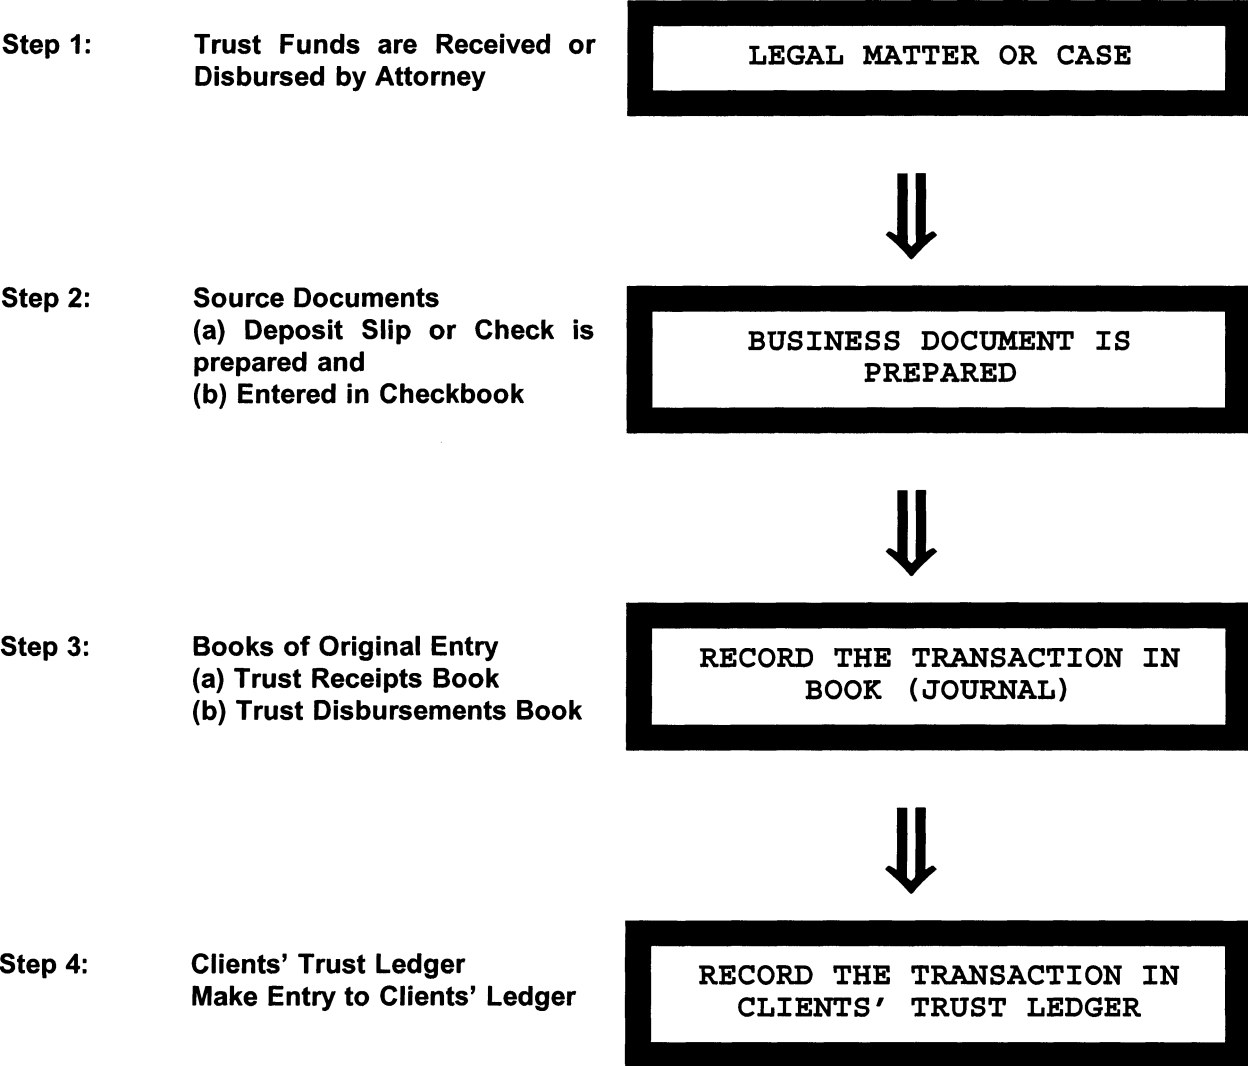 Step 1:
Trust Funds are Received or
Disbursed by Attorney
LEGAL MATTER OR CASE
Step 2:
Source Documents
(a) Deposit Slip or Check is
prepared and
(b) Entered in Checkbook
BUSINESS DOCUMENT IS
PREPARED
Step 3:
Books of Original Entry
(a) Trust Receipts Book
(b) Trust Disbursements Book
RECORD THE TRANSACTION IN
BOOK (JOURNAL)
Step 4:
Clients' Trust Ledger
Make Entry to Clients' Ledger
RECORD THE TRANSACTION IN
CLIENTS' TRUST LEDGER